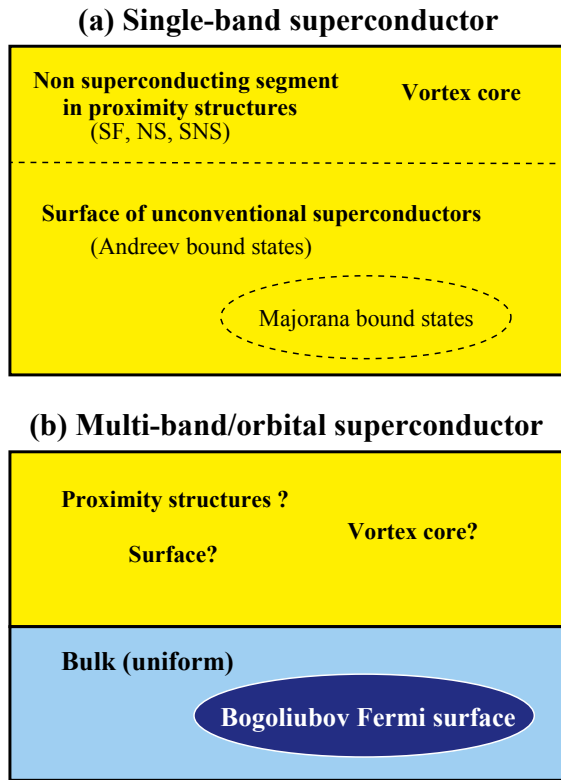 (a) Single-band superconductor
Non superconducting segment
in proximity structures
(SF, NS, SNS)
Vortex core
Surface of unconventional superconductors
(Andreev bound states)
Majorana bound states
(b) Multi-band/orbital superconductor
Proximity structures ?
Vortex core?
Surface?
Bulk (uniform)
Bogoliubov Fermi surface